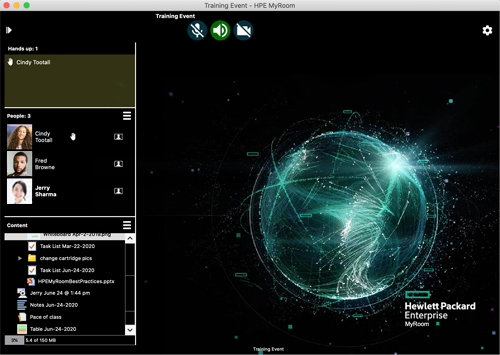 Training Event - HPE MyRoom
Training Event
Hands up: 1
Cindy Tootall
People: 3
Cindy
Tootall
Fred
Browne
Jerry
Sharma
Content
Whiteboard Apr-2-2018.png
Task List Mar-22-2020
change cartridge pics
Task List Jun-24-2020
HPEMyRoomBestPractices.pptx
Jerry June 24 @ 1:44 pm
Notes Jun-24-2020
Pace of class
Table Jun-24-2020
3% 5.4 of 150 MB
Hewlett Packard
Enterprise
MyRoom
Training Event